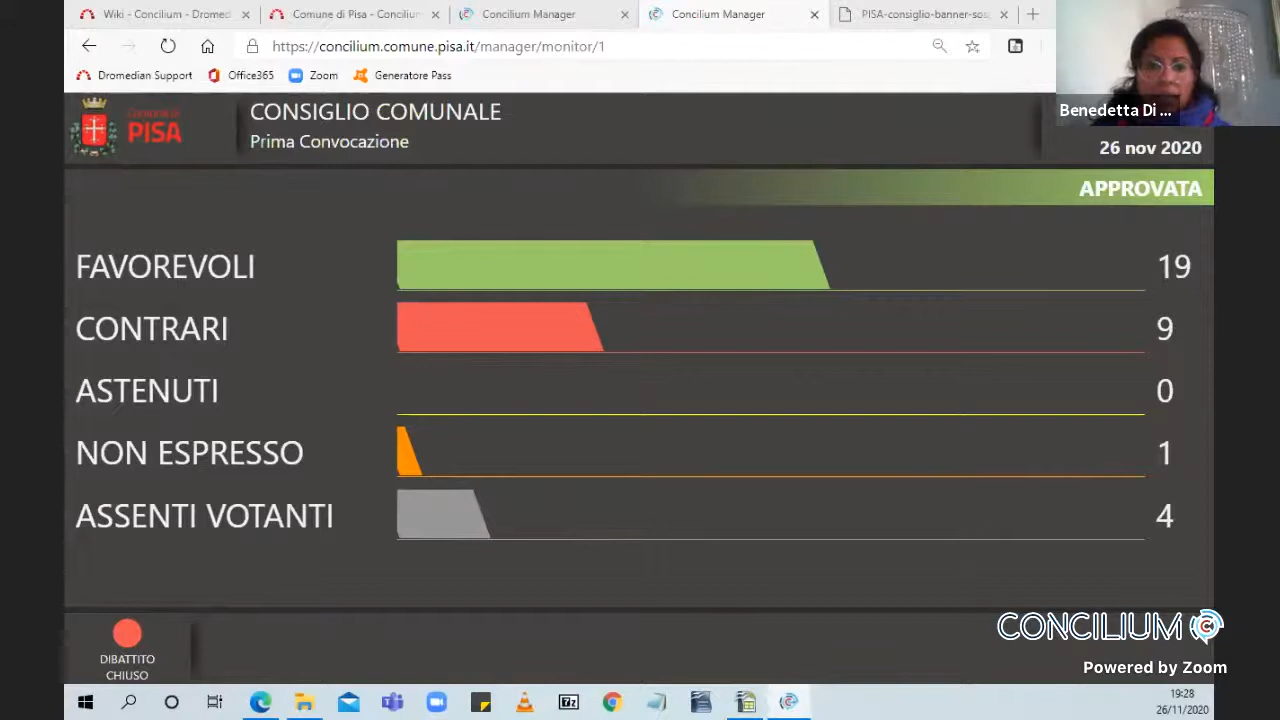 Wiki - Concilium - Dromed
Comune di Pisa - Concilium
Concilium Manager
Concilium Manager
PISA-consiglio-banner-sos
https://concilium.comune.pisa.it/manager/monitor/1
Dromedian Support
Office365
Zoom
Generatore Pass
Benedetta Di ...
Comune di
PISA
CONSIGLIO COMUNALE
Prima Convocazione
26 nov 2020
APPROVATA
FAVOREVOLI 19
CONTRARI 9
ASTENUTI 0
NON ESPRESSO 1
ASSENTI VOTANTI 4
DIBATTITO
CHIUSO
CONCILIUM
Powered by Zoom
19:28
26/11/2020